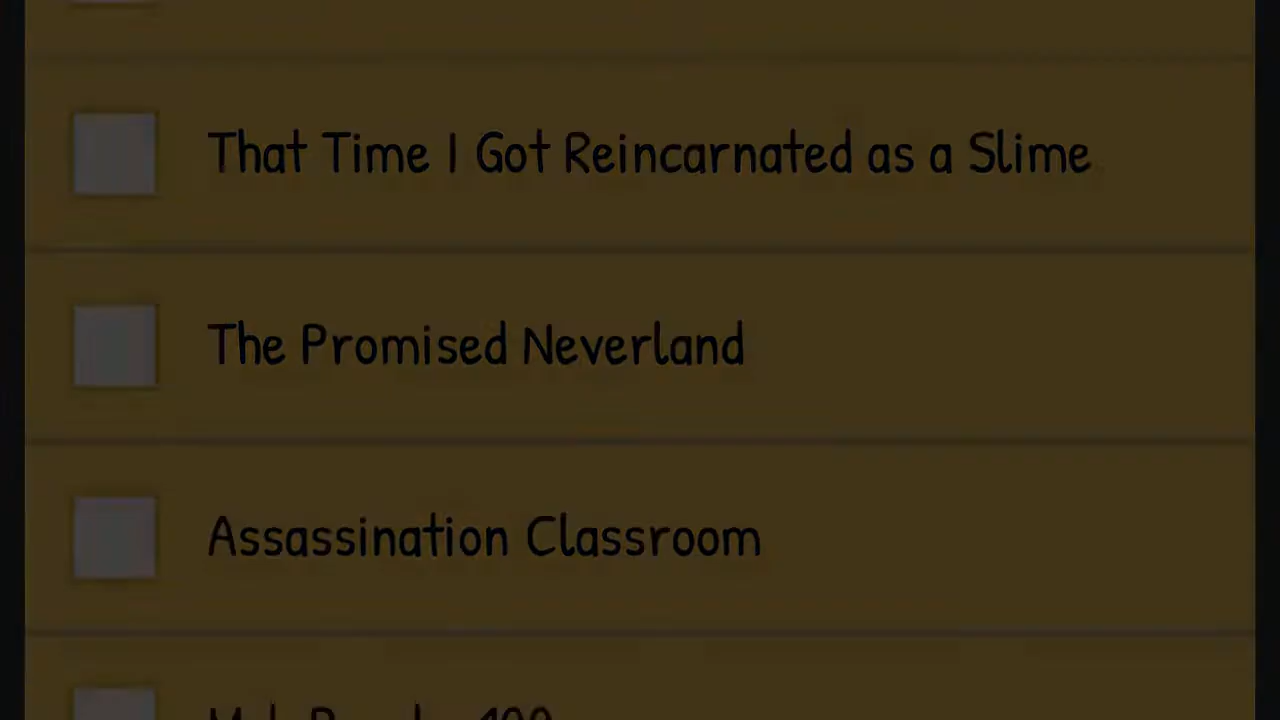 That Time I Got Reincarnated as a Slime
The Promised Neverland
Assassination Classroom